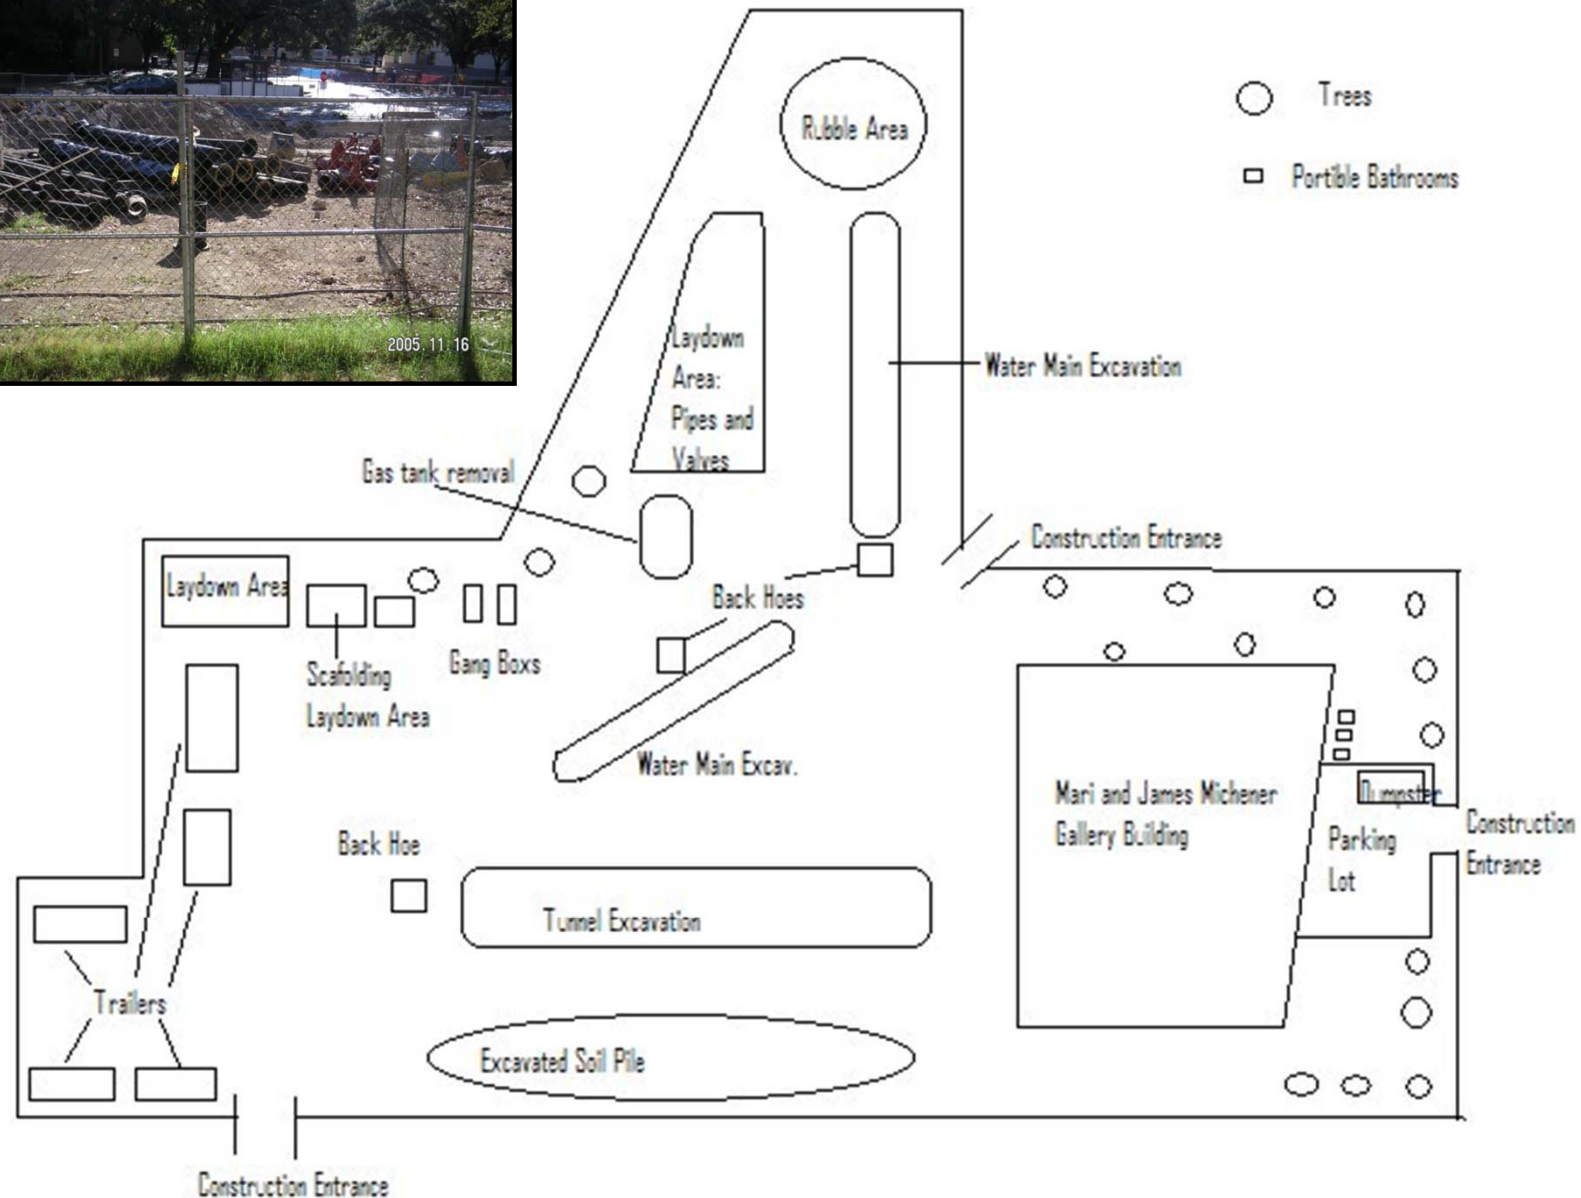 Trees
Rubble Area
Portible Bathrooms
2005.11.16
Laydown
Area:
Pipes and
Valves
Water Main Excavation
Gas tank removal
Construction Entrance
Laydown Area
Back Hoes
Scafolding
Laydown Area
Gang Boxs
Water Main Excav.
Mari and James Michener
Gallery Building
Dumpster
Parking
Lot
Construction
Entrance
Back Hoe
Tunnel Excavation
Trailers
Excavated Soil Pile
Construction Entrance